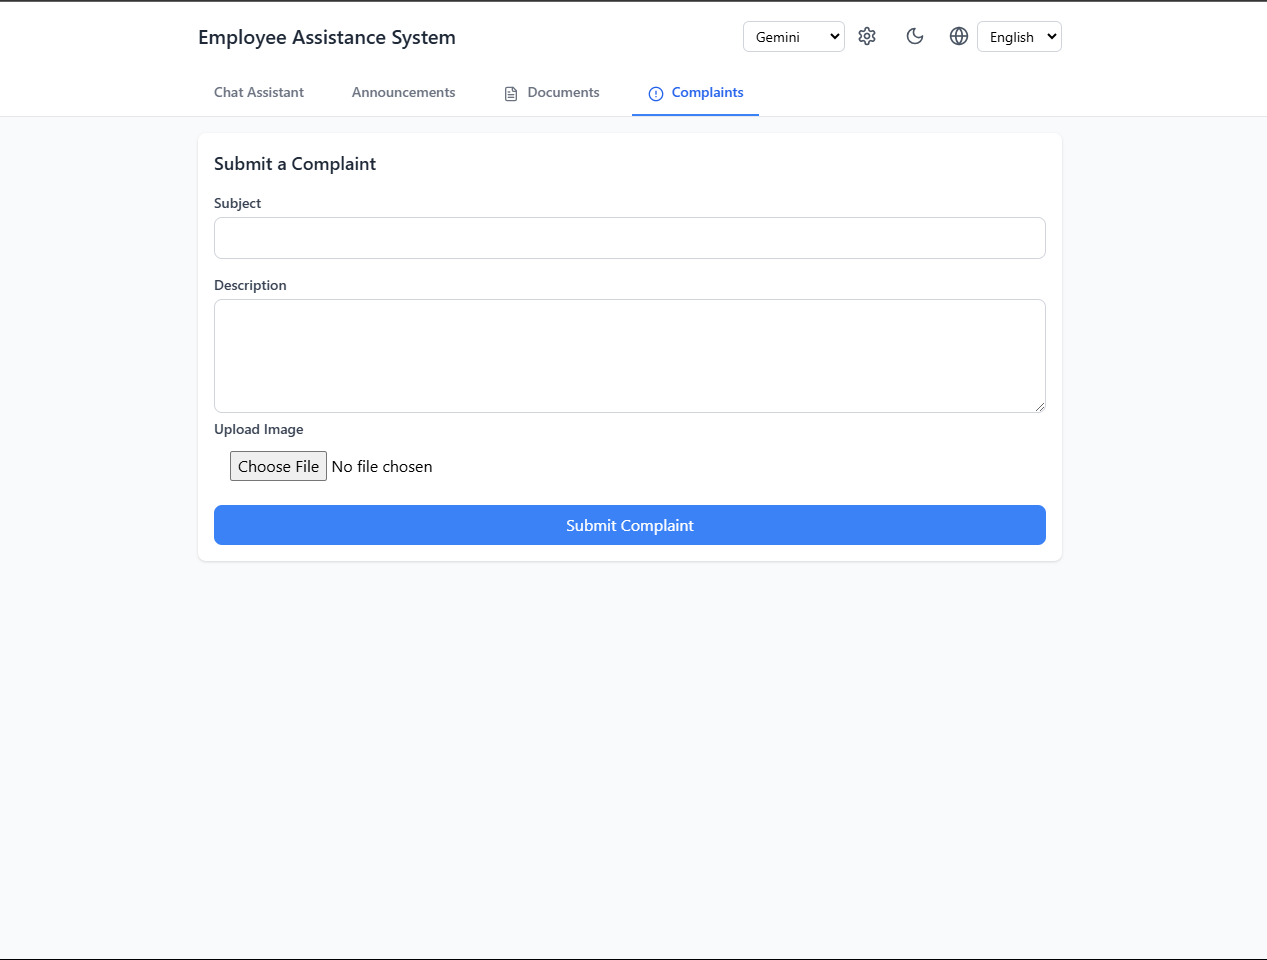 Employee Assistance System
Gemini
English
Chat Assistant
Announcements
Documents
Complaints
Submit a Complaint
Subject
Description
Upload Image
Choose File No file chosen
Submit Complaint